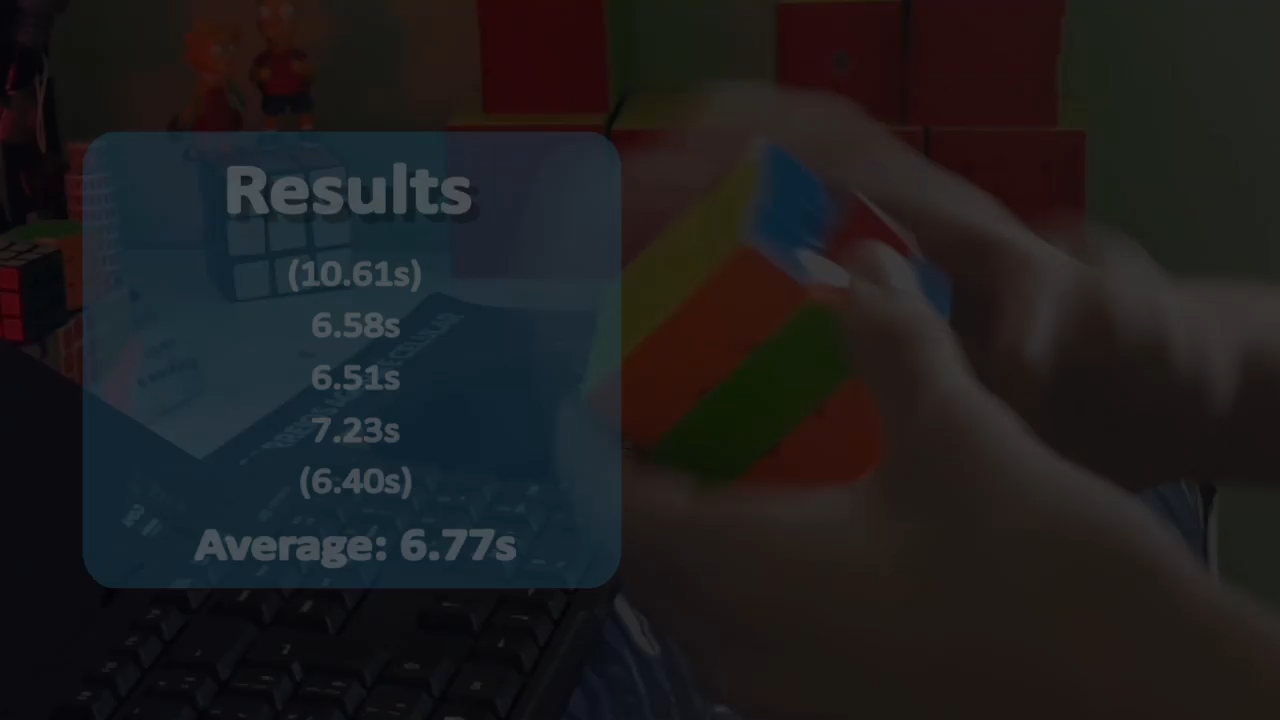 Results
(10.61s)
6.58s
6.51s
7.23s
(6.40s)
Average: 6.77s